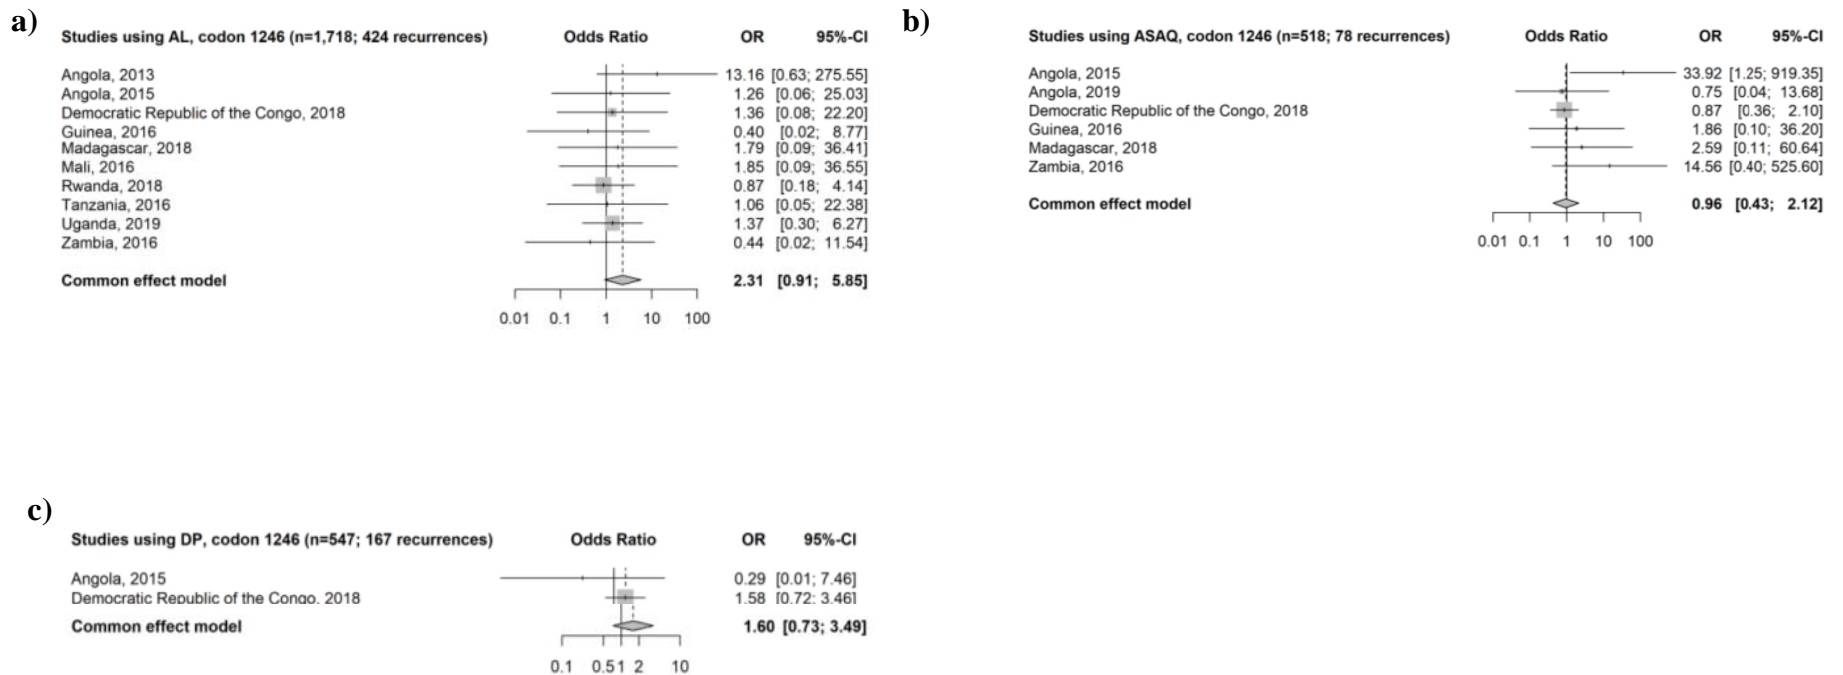 a)
Studies using AL, codon 1246 (n=1,718; 424 recurrences) Odds Ratio OR 95%-CI
Angola, 2013 13.16 [0.63; 275.55]
Angola, 2015 1.26 [0.06; 25.03]
Democratic Republic of the Congo, 2018 1.36 [0.08; 22.20]
Guinea, 2016 0.40 [0.02; 8.77]
Madagascar, 2018 1.79 [0.09; 36.41]
Mali, 2016 1.85 [0.09; 36.55]
Rwanda, 2018 0.87 [0.18; 4.14]
Tanzania, 2016 1.06 [0.05; 22.38]
Uganda, 2019 1.37 [0.30; 6.27]
Zambia, 2016 0.44 [0.02; 11.54]
Common effect model 2.31 [0.91; 5.85]
0.01 0.1 1 10 100
b)
Studies using ASAQ, codon 1246 (n=518; 78 recurrences) Odds Ratio OR 95%-CI
Angola, 2015 33.92 [1.25; 919.35]
Angola, 2019 0.75 [0.04; 13.68]
Democratic Republic of the Congo, 2018 0.87 [0.36; 2.10]
Guinea, 2016 1.86 [0.10; 36.20]
Madagascar, 2018 2.59 [0.11; 60.64]
Zambia, 2016 14.56 [0.40; 525.60]
Common effect model 0.96 [0.43; 2.12]
0.01 0.1 1 10 100
c)
Studies using DP, codon 1246 (n=547; 167 recurrences) Odds Ratio OR 95%-CI
Angola, 2015 0.29 [0.01; 7.46]
Democratic Republic of the Congo, 2018 1.58 [0.72; 3.46]
Common effect model 1.60 [0.73; 3.49]
0.1 0.5 1 2 10